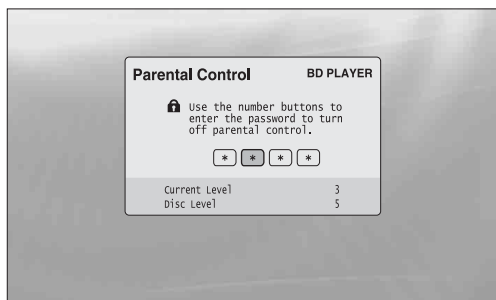 Parental Control BD PLAYER
Use the number buttons to
enter the password to turn
off parental control.
* * * *
Current Level 3
Disc Level 5